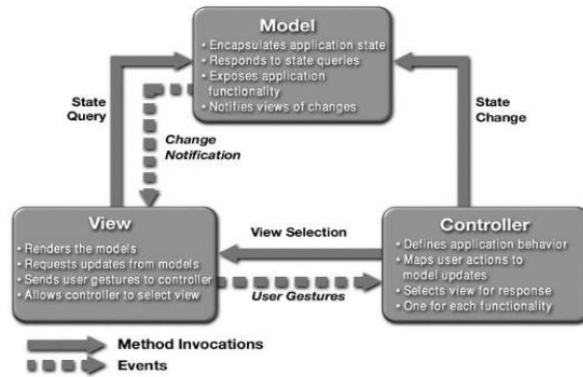 Model
• Encapsulates application state
• Responds to state queries
• Exposes application
functionality
• Notifies views of changes
State
Query
Change
Notification
State
Change
View
• Renders the models
• Requests updates from models
• Sends user gestures to controller
• Allows controller to select view
View Selection
User Gestures
Controller
• Defines application behavior
• Maps user actions to
model updates
• Selects view for response
• One for each functionality
Method Invocations
Events